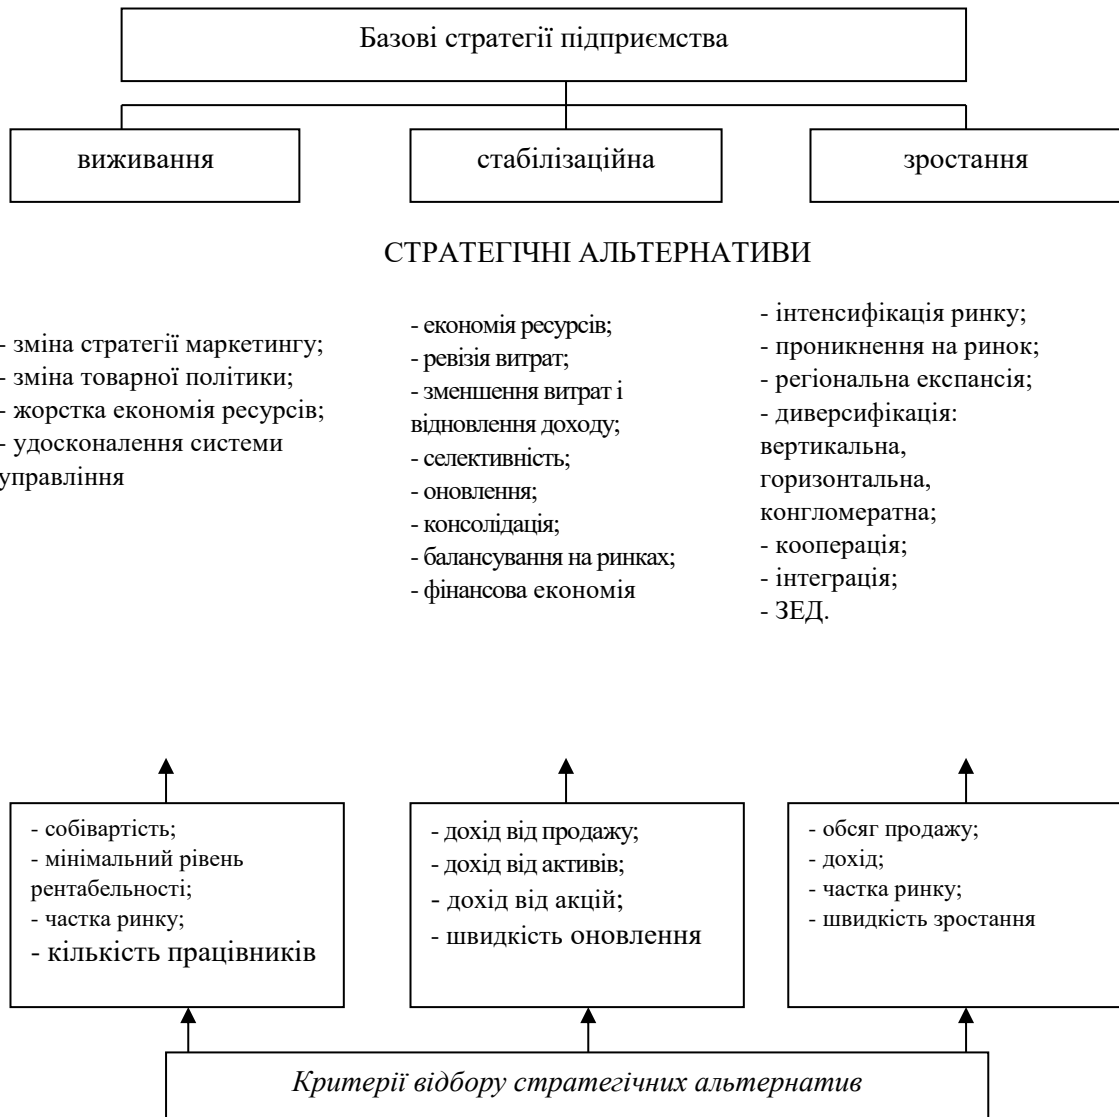 Базові стратегії підприємства
виживання
стабілізаційна
зростання
СТРАТЕГІЧНІ АЛЬТЕРНАТИВИ
- зміна стратегії маркетингу;
- зміна товарної політики;
- жорстка економія ресурсів;
- удосконалення системи
управління
- економія ресурсів;
- ревізія витрат;
- зменшення витрат і
відновлення доходу;
- селективність;
- оновлення;
- консолідація;
- балансування на ринках;
- фінансова економія
- інтенсифікація ринку;
- проникнення на ринок;
- регіональна експансія;
- диверсифікація:
вертикальна,
горизонтальна,
конгломератна;
- кооперація;
- інтеграція;
- ЗЕД.
- собівартість;
- мінімальний рівень
рентабельності;
- частка ринку;
- кількість працівників
- дохід від продажу;
- дохід від активів;
- дохід від акцій;
- швидкість оновлення
- обсяг продажу;
- дохід;
- частка ринку;
- швидкість зростання
Критерії відбору стратегічних альтернатив